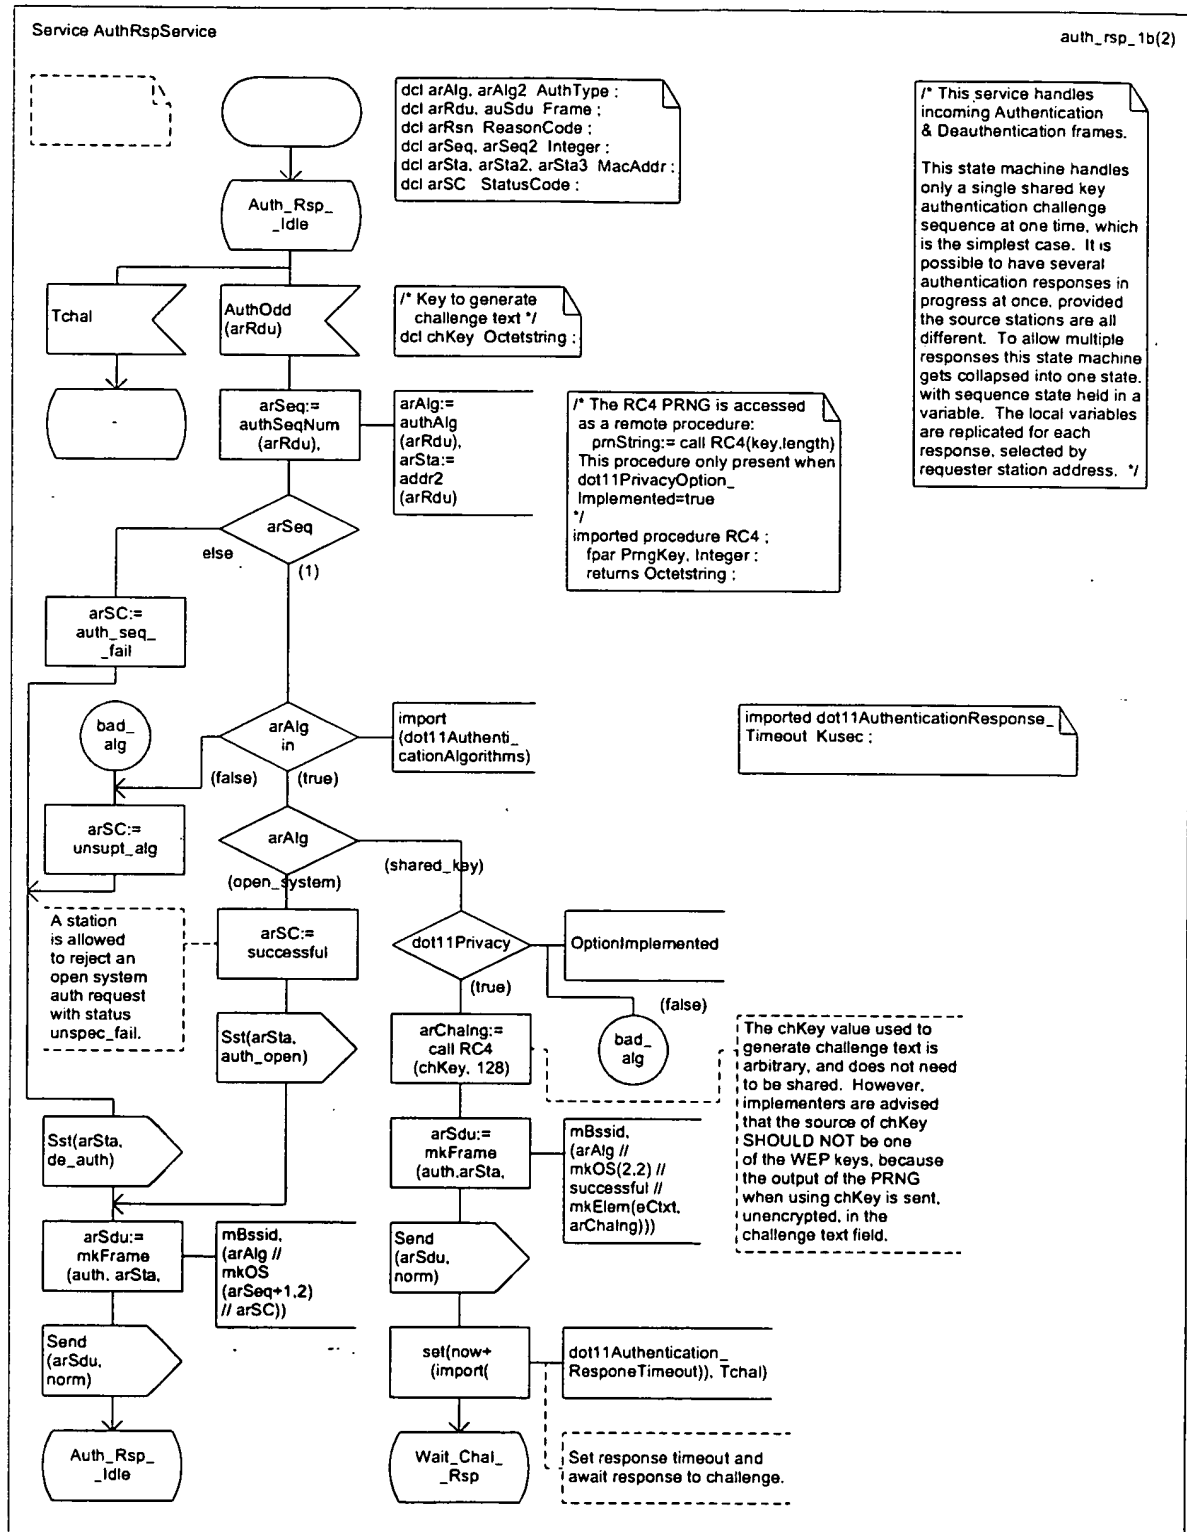 Service AuthRspService
auth_rsp_1b(2)
dcl arAlg, arAlg2 AuthType ;
dcl arRdu, auSdu Frame ;
dcl arRsn ReasonCode ;
dcl arSeq, arSeq2 Integer ;
dcl arSta, arSta2, arSta3 MacAddr ;
dcl arSC StatusCode ;
/* This service handles
incoming Authentication
& Deauthentication frames.
This state machine handles
only a single shared key
authentication challenge
sequence at one time, which
is the simplest case. It is
possible to have several
authentication responses in
progress at once, provided
the source stations are all
different. To allow multiple
responses this state machine
gets collapsed into one state,
with sequence state held in a
variable. The local variables
are replicated for each
response, selected by
requester station address. */
Auth_Rsp_
_Idle
Tchal
AuthOdd
(arRdu)
/* Key to generate
challenge text */
dcl chKey Octetstring ;
-
arSeq:=
authSeqNum
(arRdu),
arAlg:=
authAlg
(arRdu),
arSta:=
addr2
(arRdu)
/* The RC4 PRNG is accessed
as a remote procedure:
prnString:= call RC4(key,length)
This procedure only present when
dot11PrivacyOption_
Implemented=true
*/
imported procedure RC4 ;
fpar PrngKey, Integer ;
returns Octetstring ;
arSeq
else
(1)
arSC:=
auth_seq_
_fail
bad_
alg
arAlg
in
import
(dot11Authenti_
cationAlgorithms)
imported dot11AuthenticationResponse_
Timeout Kusec ;
(false)
(true)
arSC:=
unsupt_alg
arAlg
(shared_key)
(open_system)
A station
is allowed
to reject an
open system
auth request
with status
unspec_fail.
arSC:=
successful
dot11Privacy
OptionImplemented
(true)
(false)
Sst(arSta,
auth_open)
arChalng:=
call RC4
(chKey, 128)
bad_
alg
The chKey value used to
generate challenge text is
arbitrary, and does not need
to be shared. However,
implementers are advised
that the source of chKey
SHOULD NOT be one
of the WEP keys, because
the output of the PRNG
when using chKey is sent,
unencrypted, in the
challenge text field.
Sst(arSta,
de_auth)
arSdu:=
mkFrame
(auth,arSta,
mBssid,
(arAlg //
mkOS(2,2) //
successful //
mkElem(eCtxt,
arChalng)))
arSdu:=
mkFrame
(auth, arSta,
mBssid,
(arAlg //
mkOS
(arSeq+1,2)
// arSC))
Send
(arSdu,
norm)
Send
(arSdu,
norm)
set(now+
(import(
dot11Authentication_
ResponeTimeout)), Tchal)
Auth_Rsp_
_Idle
Wait_Chal_
_Rsp
Set response timeout and
await response to challenge.